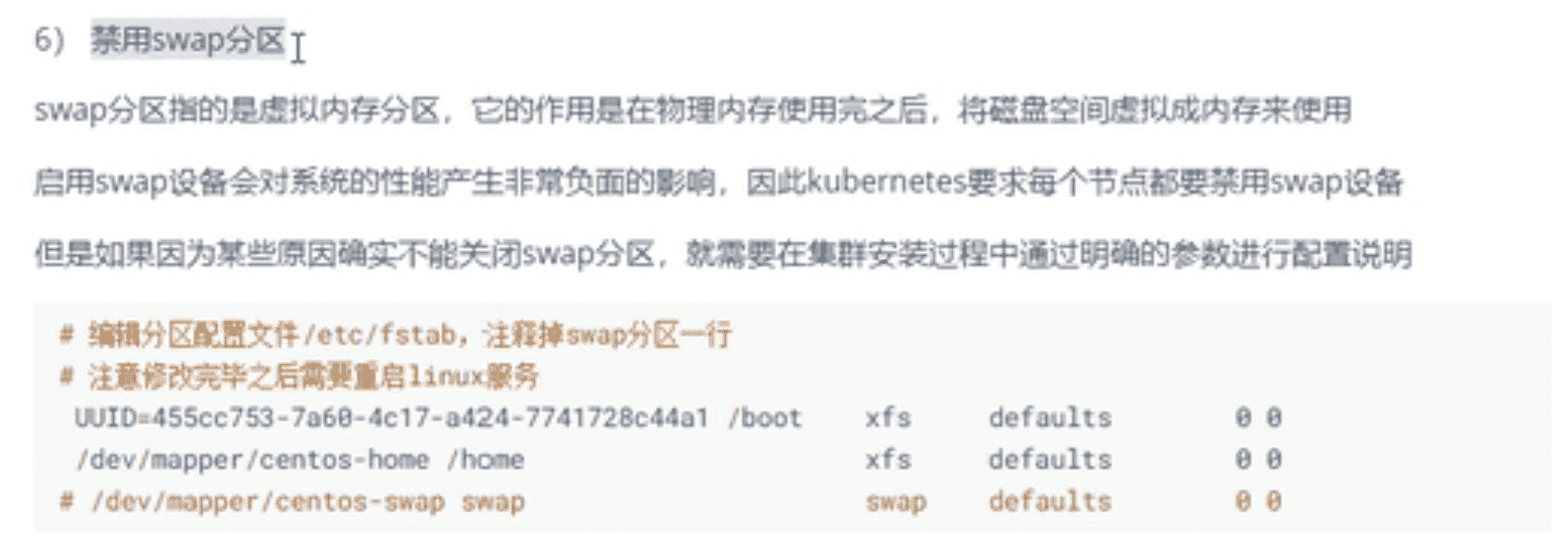 6) 禁用swap分区
swap分区指的是虚拟内存分区，它的作用是在物理内存使用完之后，将磁盘空间虚拟成内存来使用
启用swap设备会对系统的性能产生非常负面的影响，因此kubernetes要求每个节点都要禁用swap设备
但是如果因为某些原因确实不能关闭swap分区，就需要在集群安装过程中通过明确的参数进行配置说明
# 编辑分区配置文件/etc/fstab，注释掉swap分区一行
# 注意修改完毕之后需要重启linux服务
UUID=455cc753-7a60-4c17-a424-7741728c44a1 /boot xfs defaults 0 0
/dev/mapper/centos-home /home xfs defaults 0 0
# /dev/mapper/centos-swap swap swap defaults 0 0